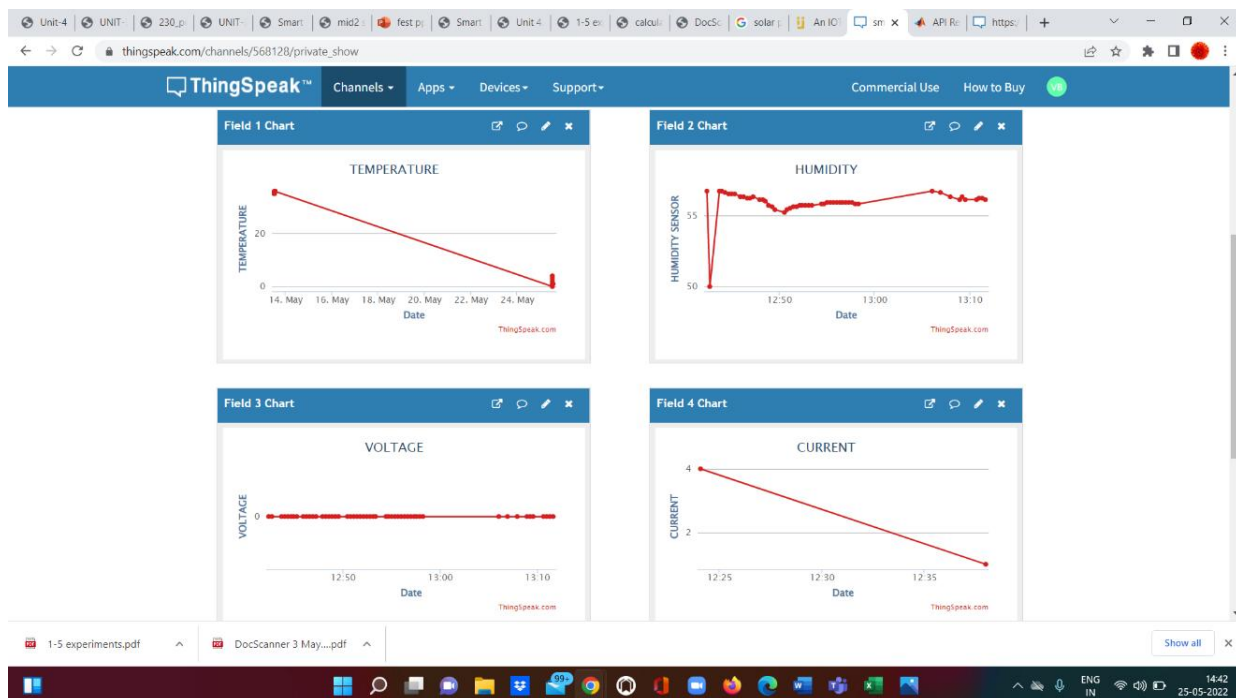 Unit-4
UNIT-
230_p
UNIT-
Smart
mid2
fest p
Smart
Unit 4
1-5 ex
calcul
DocSc
solar
An IO
sm
API Re
https:/
thingspeak.com/channels/568128/private_show
ThingSpeak™ Channels Apps Devices Support Commercial Use How to Buy VB
Field 1 Chart
TEMPERATURE
TEMPERATURE
20
0
14. May 16. May 18. May 20. May 22. May 24. May
Date
ThingSpeak.com
Field 2 Chart
HUMIDITY
HUMIDITY SENSOR
55
50
12:50 13:00 13:10
Date
ThingSpeak.com
Field 3 Chart
VOLTAGE
VOLTAGE
0
12:50 13:00 13:10
Date
ThingSpeak.com
Field 4 Chart
CURRENT
CURRENT
4
2
12:25 12:30 12:35
Date
ThingSpeak.com
1-5 experiments.pdf
DocScanner 3 May....pdf
Show all
99+
ENG
IN
14:42
25-05-2022